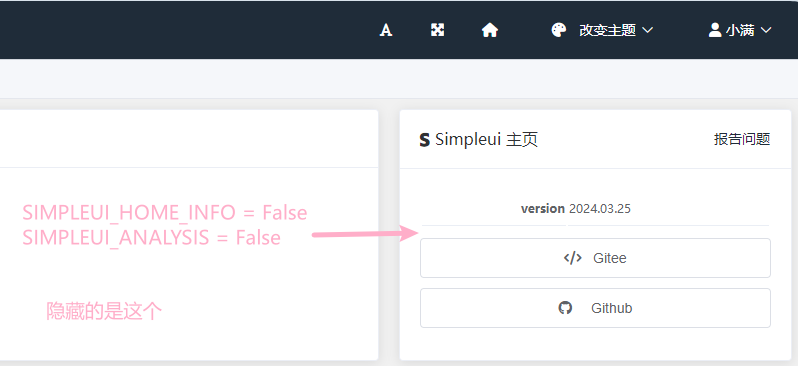 改变主题
小满
S Simpleui 主页
报告问题
SIMPLEUI_HOME_INFO = False
SIMPLEUI_ANALYSIS = False
隐藏的是这个
version 2024.03.25
Gitee
Github